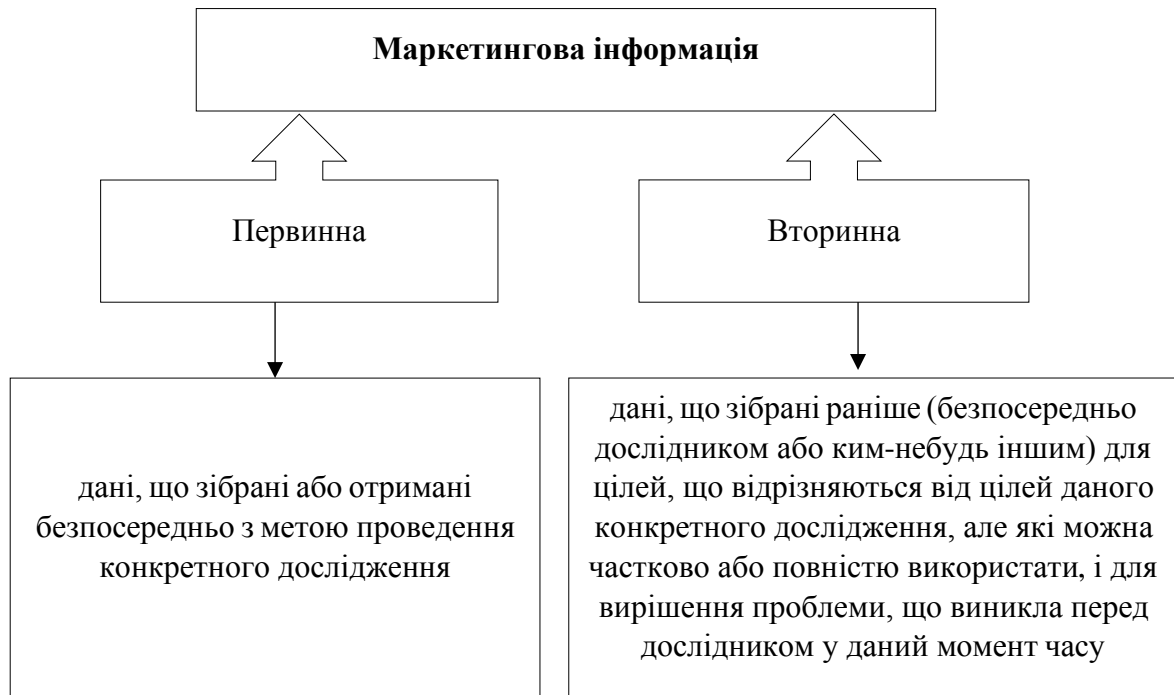 Маркетингова інформація
Первинна
Вторинна
дані, що зібрані або отримані
безпосередньо з метою проведення
конкретного дослідження
дані, що зібрані раніше (безпосередньо
дослідником або ким-небудь іншим) для
цілей, що відрізняються від цілей даного
конкретного дослідження, але які можна
частково або повністю використати, і для
вирішення проблеми, що виникла перед
дослідником у даний момент часу